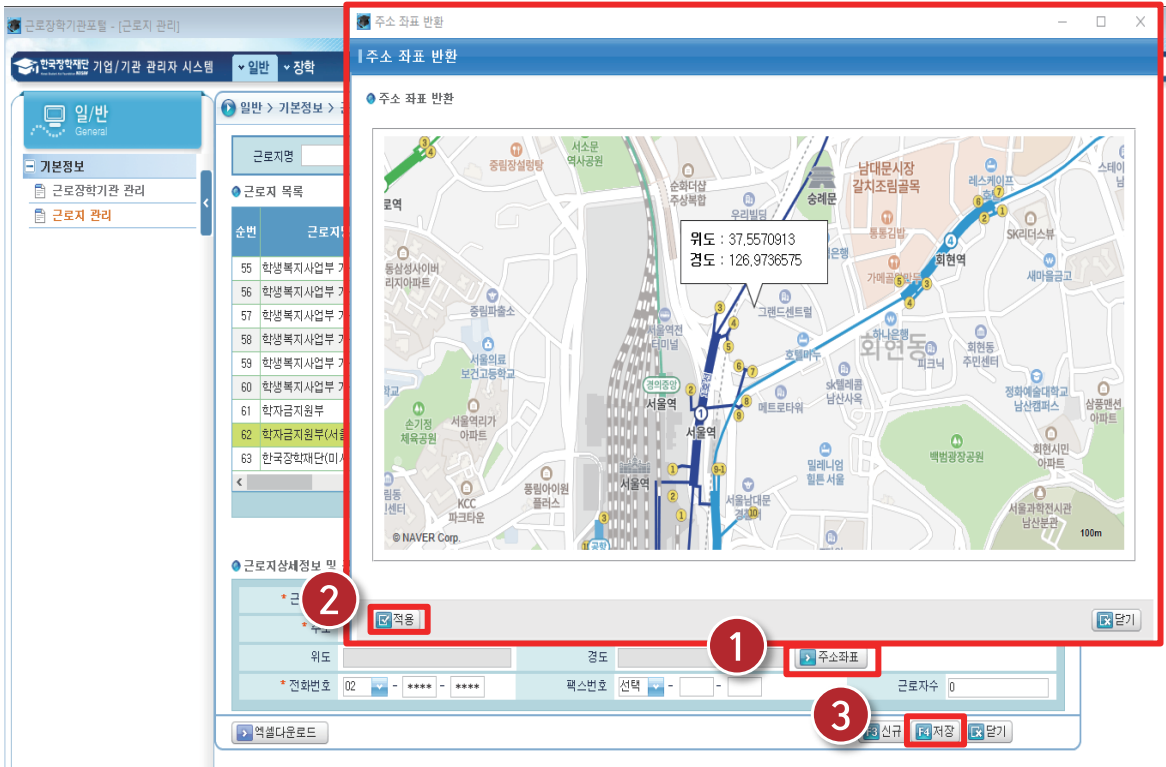 근로장학기관포털 - [근로지 관리]
한국장학재단 기업/기관 관리자 시스템
일반
장학
일/반
General
기본정보
근로장학기관 관리
근로지 관리
일반 > 기본정보 >
근로지명
근로지 목록
순번
근로지명
55 학생복지사업부
56 학생복지사업부
57 학생복지사업부
58 학생복지사업부
59 학생복지사업부
60 학생복지사업부
61 학자금지원부
62 학자금지원부(서울
63 한국장학재단(미
근로지상세정보 및
주소 좌표 반환
주소 좌표 반환
주소 좌표 반환
서소문
역사공원
중림장설렁탕
순화더샵
주상복합
우리빌딩
숭례문
남대문시장
갈치조림골목
레스케이프
호텔
통통김밥
SK리더스뷰
회현역
새마을금고
위도 : 37,5570913
경도 : 126,9736575
동삼성사이버
리지아파트
중림파출소
서울역전
터미널
그랜드센트럴
하나은행
호텔마누
회현동
피크닉
회현동
주민센터
서울의료
보건고등학교
경의중앙
서울역
서울역
메트로타워
sk텔레콤
남산사옥
정화예술대학교
남산캠퍼스
삼풍맨션
아파트
손기정
체육공원
서울역리가
아파트
밀레니엄
힐튼 서울
백범광장공원
회현시민
아파트
서울역
풍림아이원
플러스
KCC
파크타운
서울남대문
서울과학전시관
남산분관
공항
© NAVER Corp.
100m
2
적용
닫기
1
위도
경도
주소좌표
* 전화번호 02 - **** - ****
팩스번호 선택 - -
근로자수 0
3
엑셀다운로드
F3 신규
F4 저장
닫기